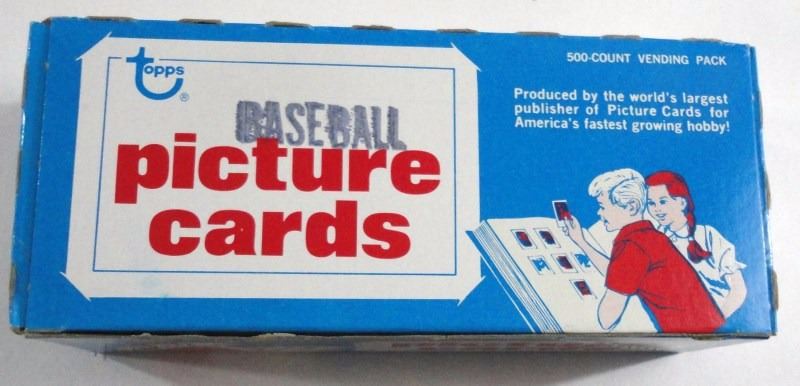 topps
®
BASEBALL
picture
cards
500-COUNT VENDING PACK
Produced by the world's largest
publisher of Picture Cards for
America's fastest growing hobby!